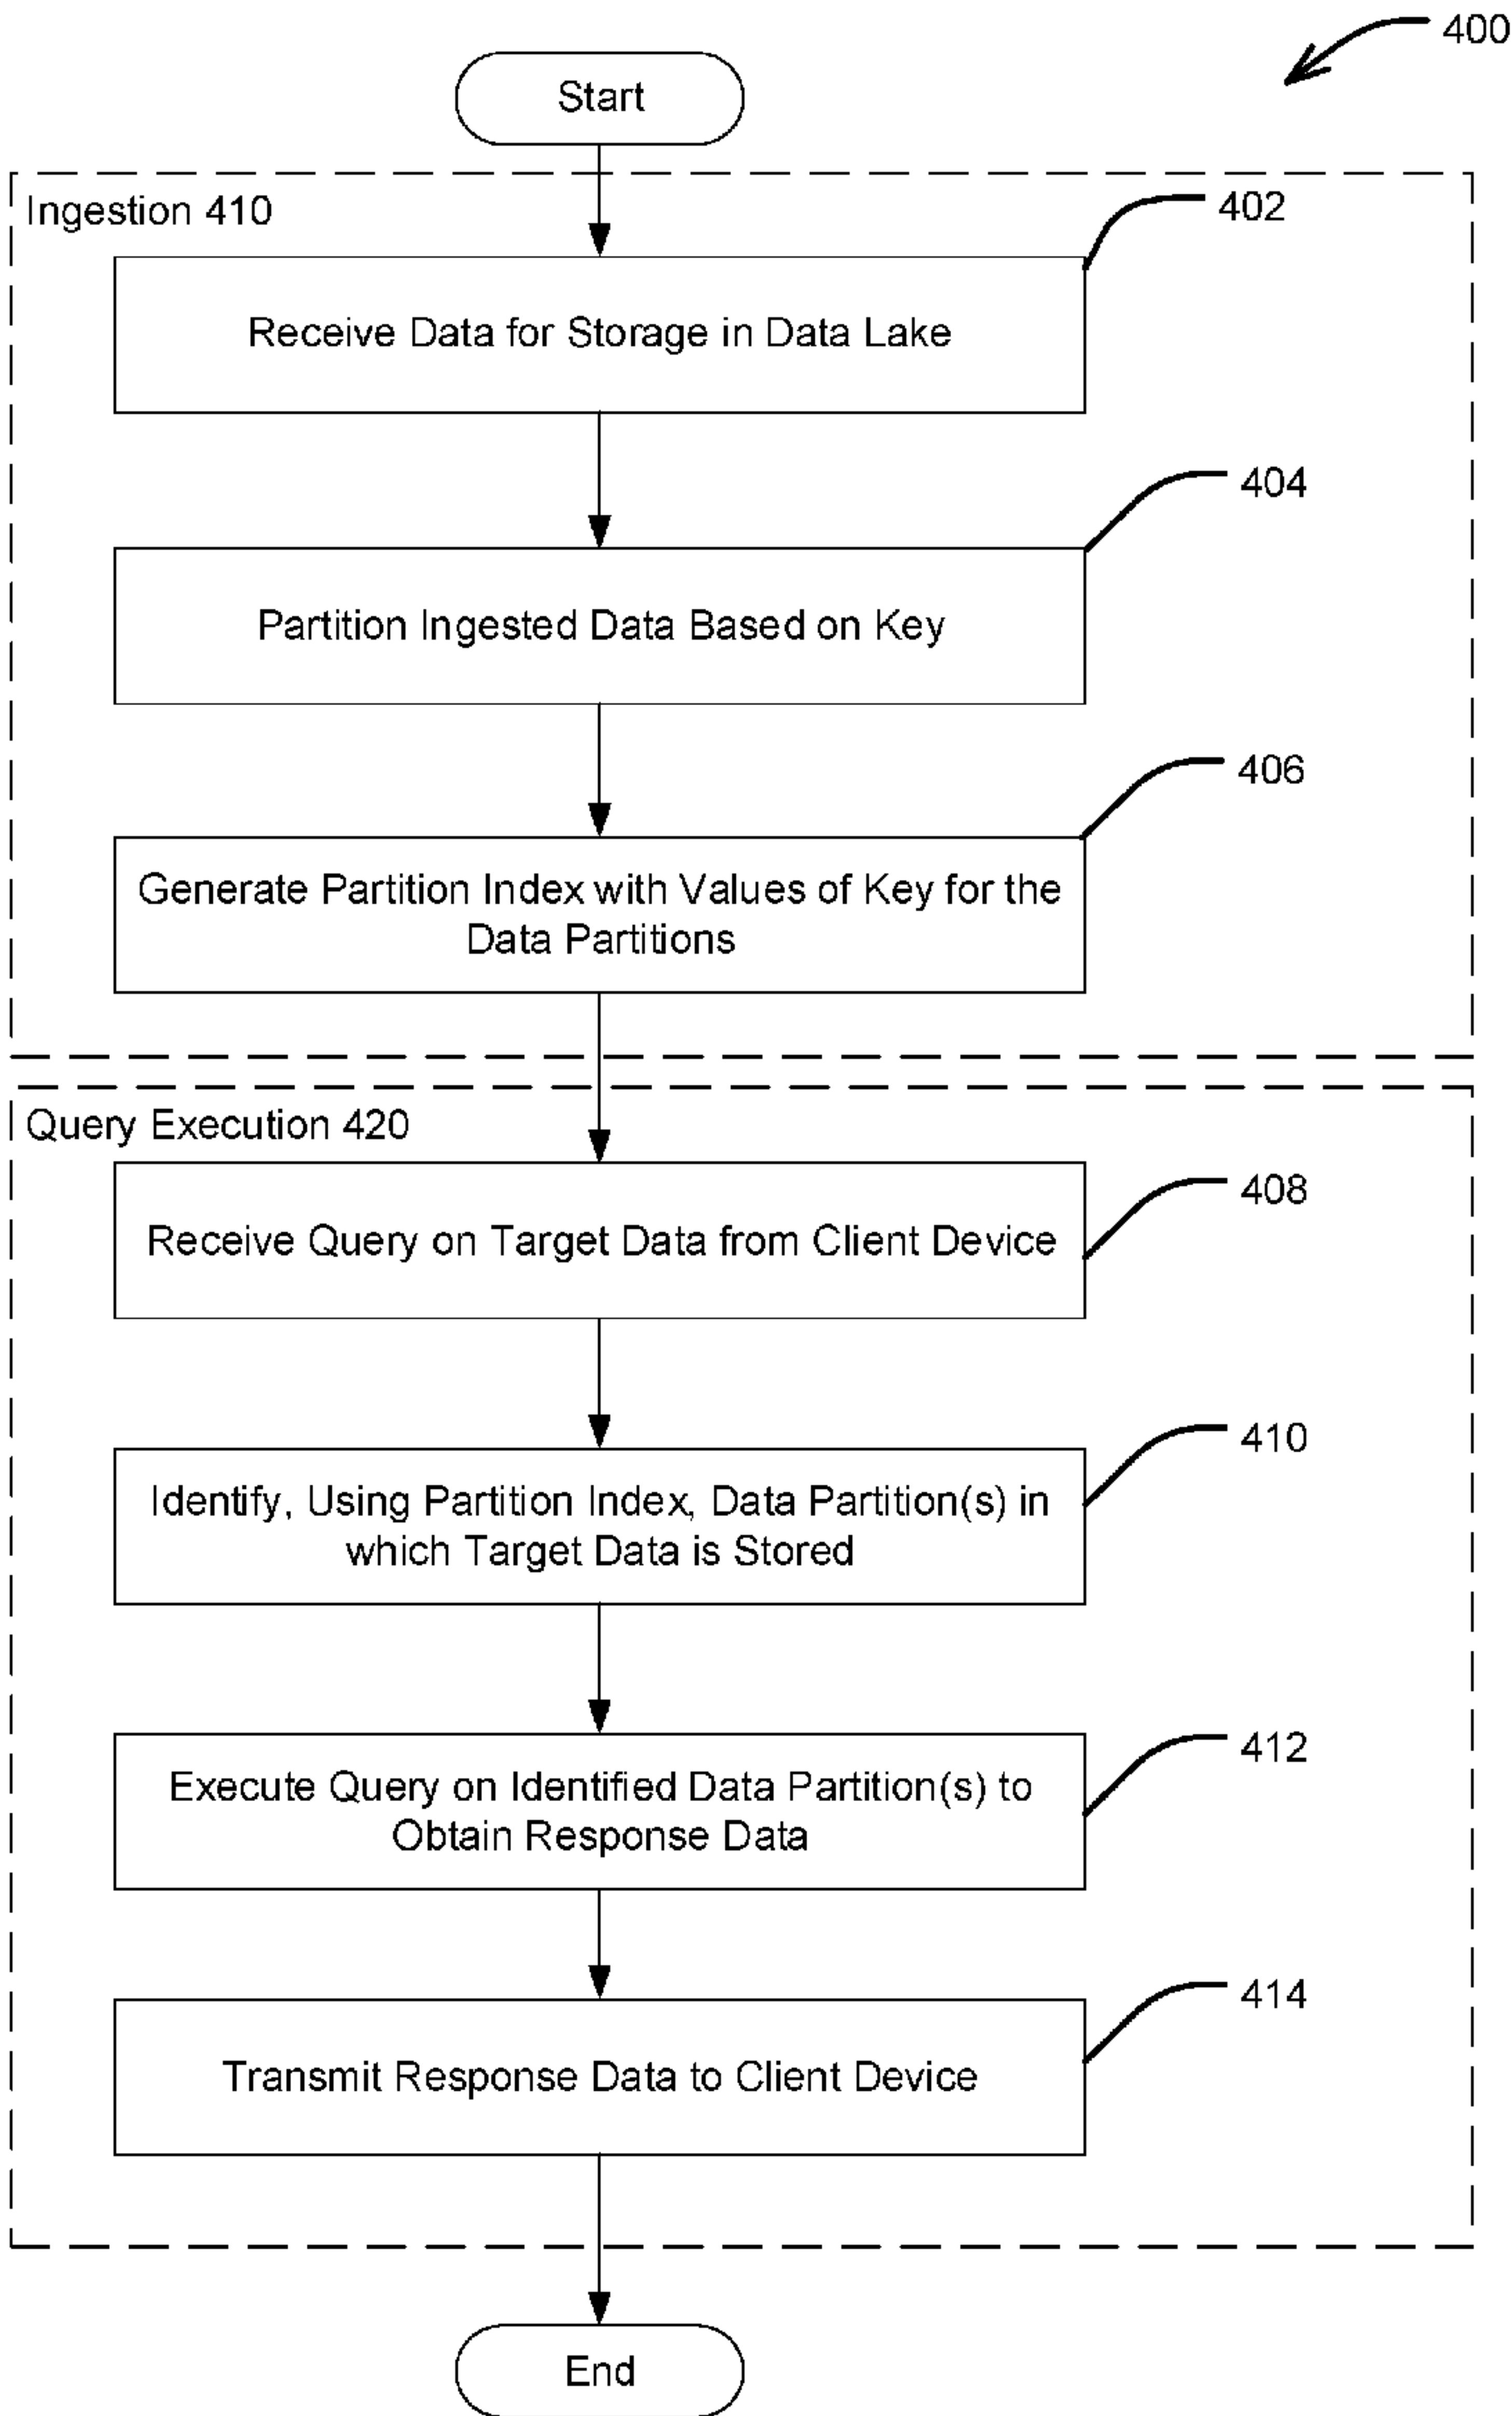 400
Start
Ingestion 410
402
Receive Data for Storage in Data Lake
404
Partition Ingested Data Based on Key
406
Generate Partition Index with Values of Key for the
Data Partitions
Query Execution 420
408
Receive Query on Target Data from Client Device
410
Identify, Using Partition Index, Data Partition(s) in
which Target Data is Stored
412
Execute Query on Identified Data Partition(s) to
Obtain Response Data
414
Transmit Response Data to Client Device
End